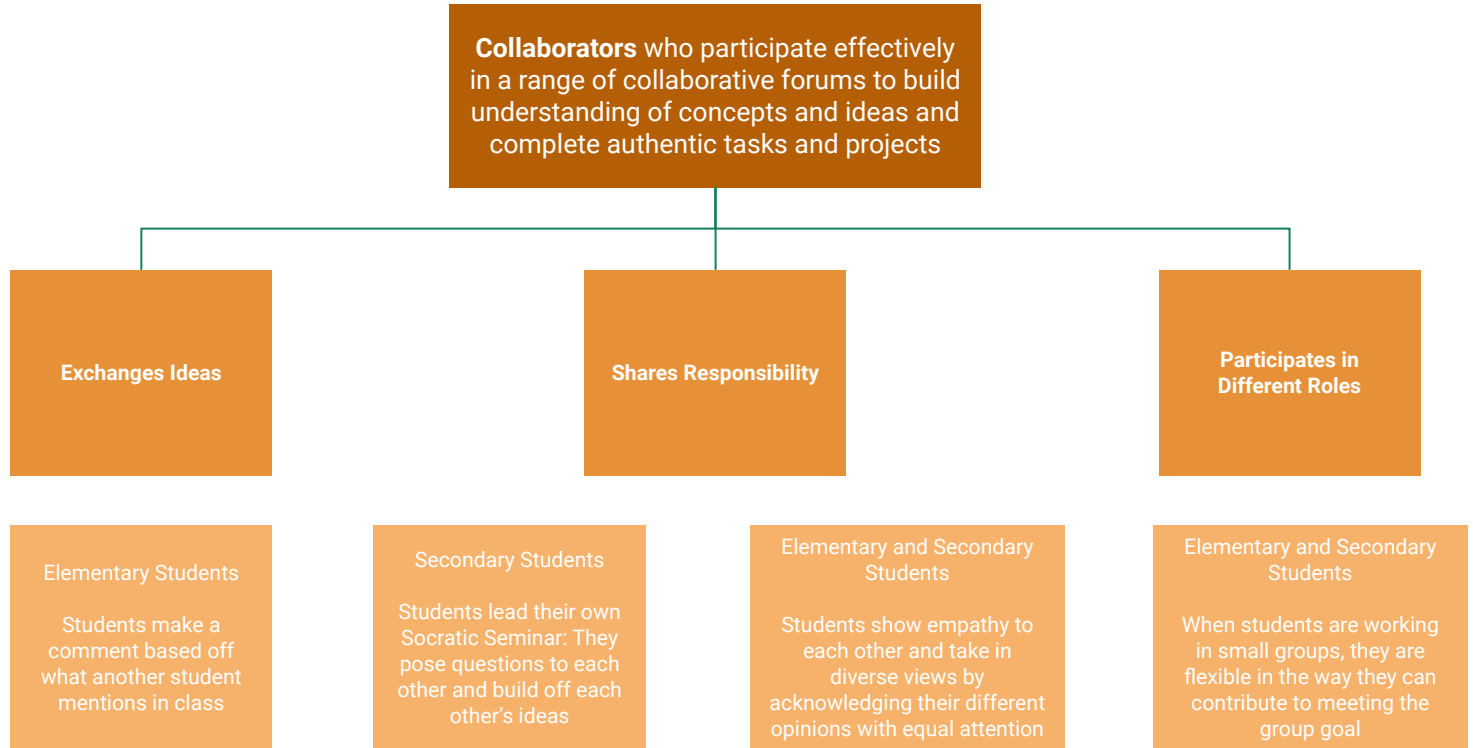 Collaborators who participate effectively
in a range of collaborative forums to build
understanding of concepts and ideas and
complete authentic tasks and projects
Exchanges Ideas
Shares Responsibility
Participates in
Different Roles
Elementary Students
Students make a
comment based off
what another student
mentions in class
Secondary Students
Students lead their own
Socratic Seminar: They
pose questions to each
other and build off each
other’s ideas
Elementary and Secondary
Students
Students show empathy to
each other and take in
diverse views by
acknowledging their different
opinions with equal attention
Elementary and Secondary
Students
When students are working
in small groups, they are
flexible in the way they can
contribute to meeting the
group goal